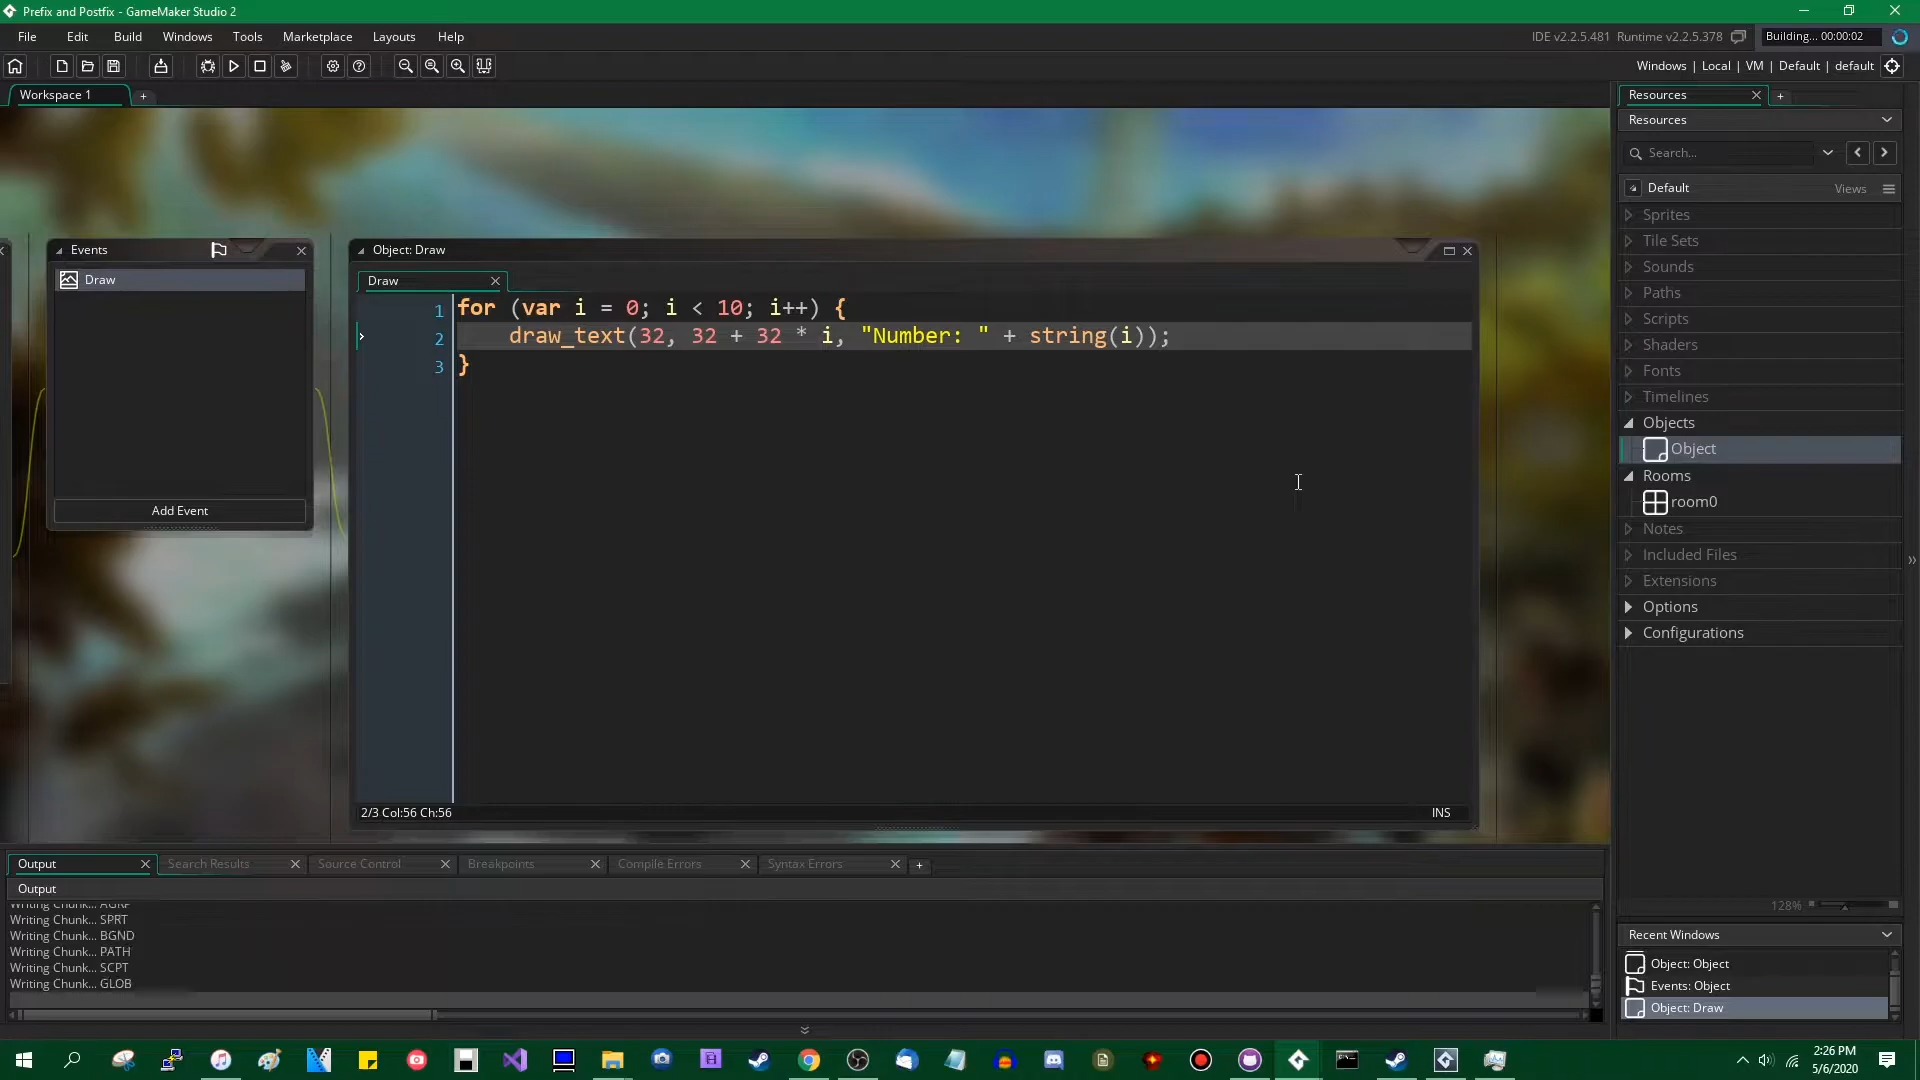 Prefix and Postfix - GameMaker Studio 2
File Edit Build Windows Tools Marketplace Layouts Help
IDE v2.2.5.481 Runtime v2.2.5.378
Building... 00:00:02
Windows | Local | VM | Default | default
Workspace 1
Resources
Resources
Search...
Default
Views
Sprites
Tile Sets
Sounds
Paths
Scripts
Shaders
Fonts
Timelines
Objects
Object
Rooms
room0
Notes
Included Files
Extensions
Options
Configurations
128%
Recent Windows
Object: Object
Events: Object
Object: Draw
Events
Draw
Add Event
Object: Draw
Draw
1 for (var i = 0; i < 10; i++) {
2 draw_text(32, 32 + 32 * i, "Number: " + string(i));
3 }
2/3 Col:56 Ch:56
INS
Output Search Results Source Control Breakpoints Compile Errors Syntax Errors
Output
Writing Chunk... AGRP
Writing Chunk... SPRT
Writing Chunk... BGND
Writing Chunk... PATH
Writing Chunk... SCPT
Writing Chunk... GLOB
2:26 PM
5/6/2020